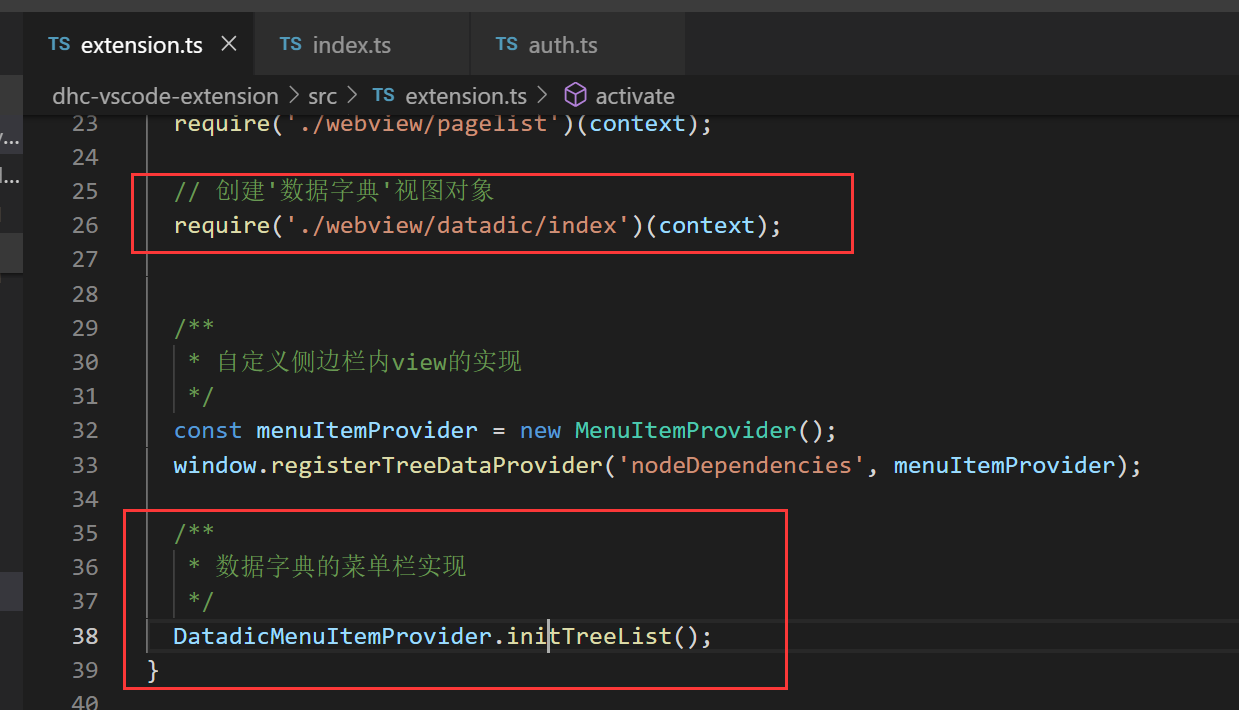 TS extension.ts × TS index.ts TS auth.ts
dhc-vscode-extension > src > TS extension.ts > activate
23 require('./webview/pagelist')(context);
24
25 // 创建'数据字典'视图对象
26 require('./webview/datadic/index')(context);
27
28
29 /**
30 * 自定义侧边栏内view的实现
31 */
32 const menuItemProvider = new MenuItemProvider();
33 window.registerTreeDataProvider('nodeDependencies', menuItemProvider);
34
35 /**
36 * 数据字典的菜单栏实现
37 */
38 DatadicMenuItemProvider.initTreeList();
39 }
40